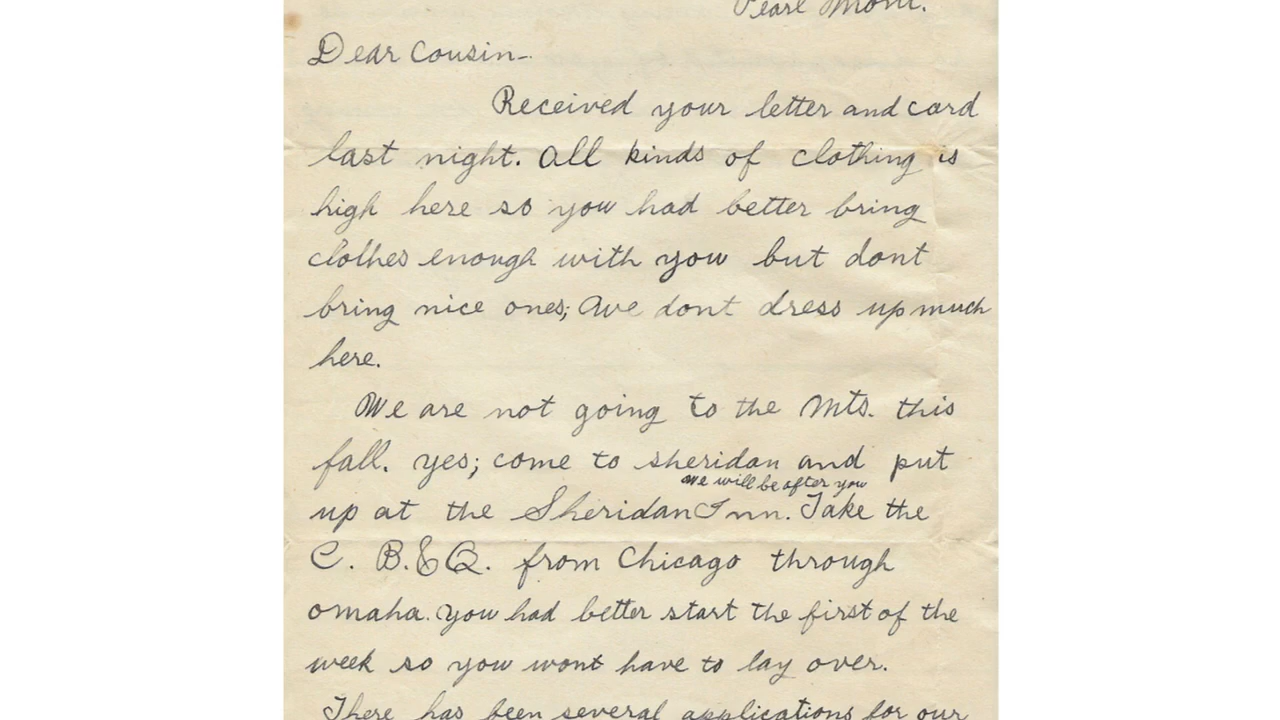 Pearl Mont.
Dear Cousin-
Received your letter and card
last night. All kinds of clothing is
high here so you had better bring
clothes enough with you but dont
bring nice ones; We dont dress up much
here.
We are not going to the Mts. this
fall. yes; come to sheridan and put
we will be after you
up at the Sheridan Inn. Take the
C. B. & Q. from Chicago through
omaha. you had better start the first of the
week so you wont have to lay over.
There has been several applications for our